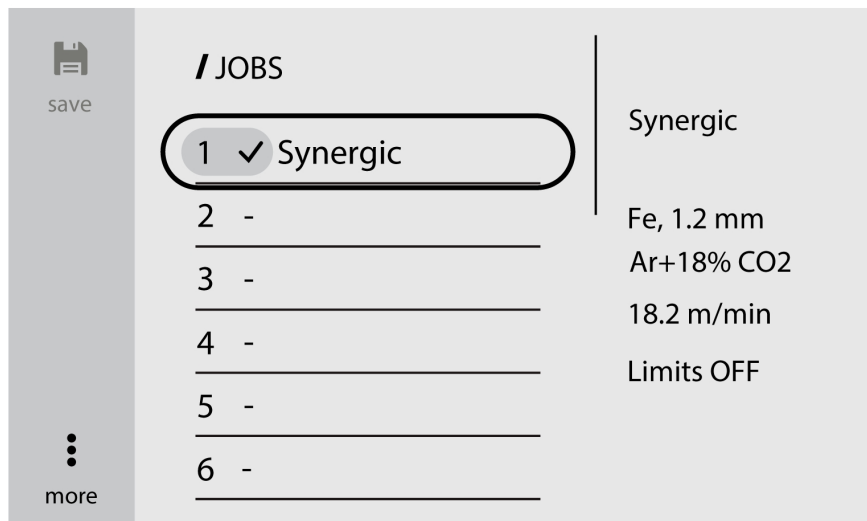 save
/ JOBS
1 ✓ Synergic
2 -
3 -
4 -
5 -
6 -
more
Synergic
Fe, 1.2 mm
Ar+18% CO2
18.2 m/min
Limits OFF